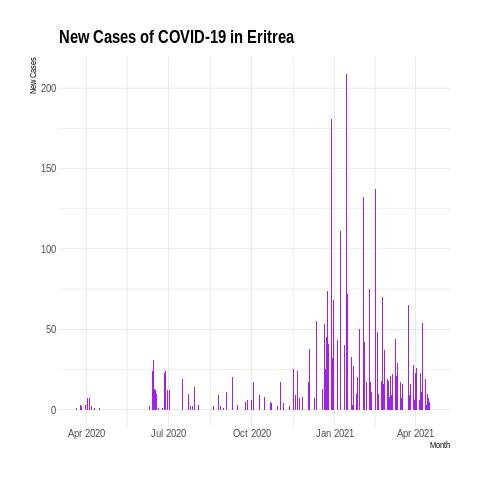 New Cases of COVID-19 in Eritrea
New Cases
200
150
100
50
0
Apr 2020 Jul 2020 Oct 2020 Jan 2021 Apr 2021
Month